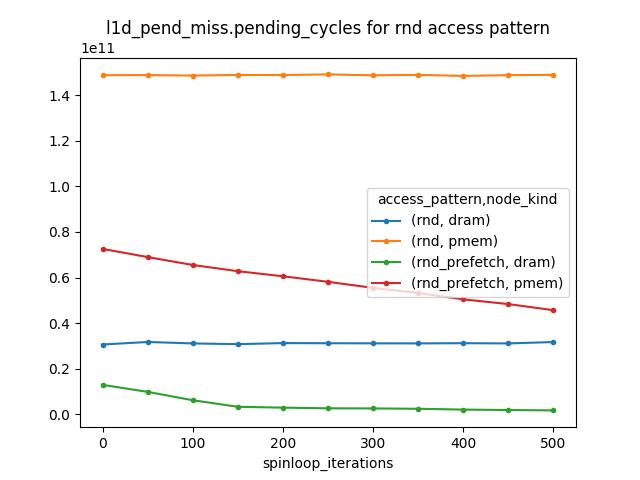 l1d_pend_miss.pending_cycles for rnd access pattern
1e11
1.4
1.2
1.0
0.8
0.6
0.4
0.2
0.0
access_pattern,node_kind
(rnd, dram)
(rnd, pmem)
(rnd_prefetch, dram)
(rnd_prefetch, pmem)
0 100 200 300 400 500
spinloop_iterations